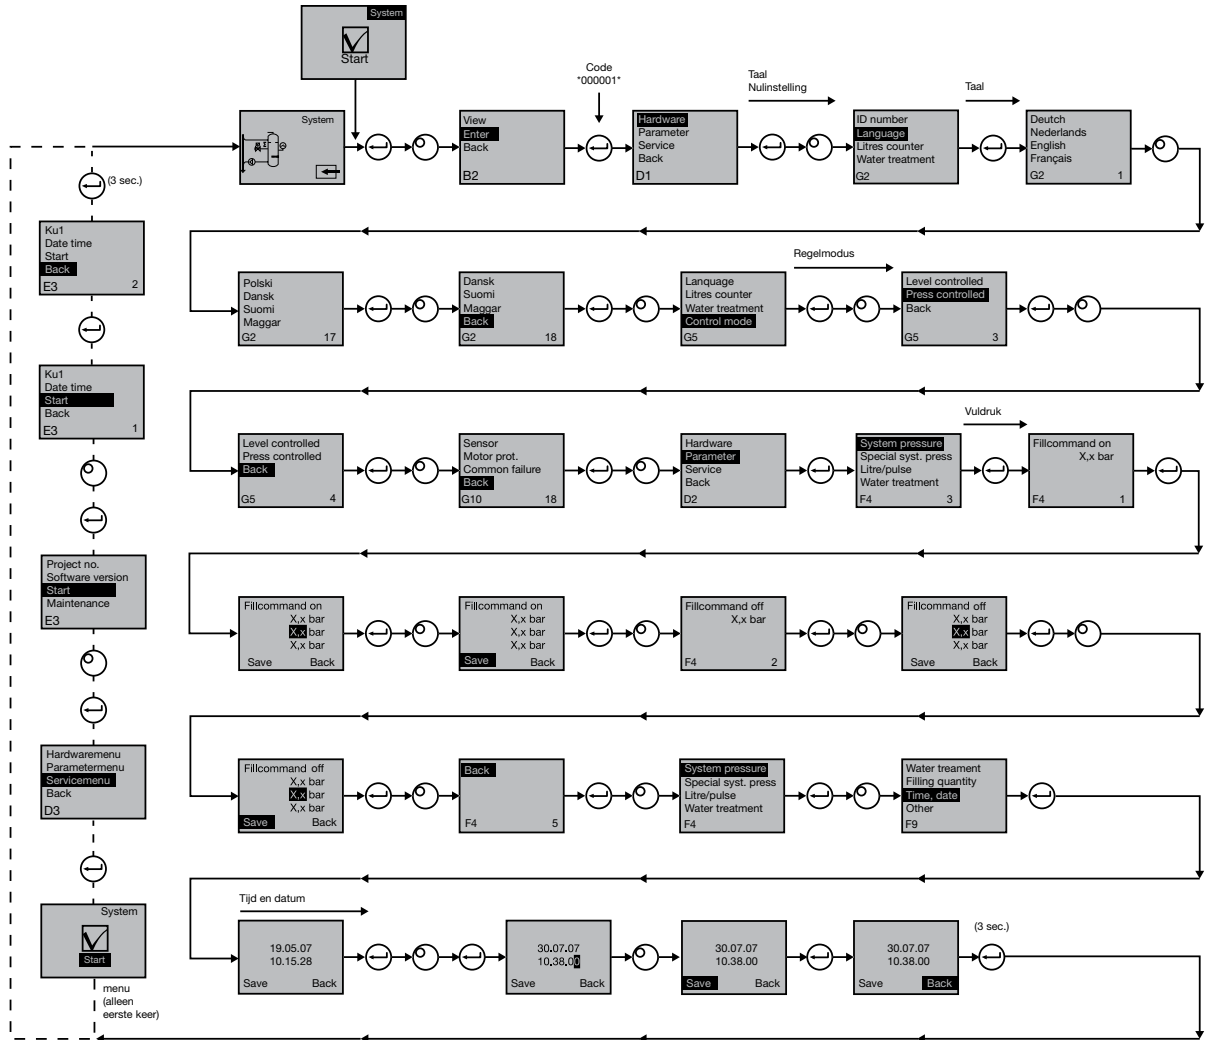 System
Start
Code
"000001"
Taal
Nulinstelling
Taal
System
View
Enter
Back
B2
Hardware
Parameter
Service
Back
D1
ID number
Language
Litres counter
Water treatment
G2
Deutch
Nederlands
English
Français
G2 1
(3 sec.)
Ku1
Date time
Start
Back
E3 2
Regelmodus
Polski
Dansk
Suomi
Maggar
G2 17
Dansk
Suomi
Maggar
Back
G2 18
Lanquage
Litres counter
Water treatment
Control mode
G5
Level controlled
Press controlled
Back
G5 3
Ku1
Date time
Start
Back
E3 1
Vuldruk
Level controlled
Press controlled
Back
G5 4
Sensor
Motor prot.
Common failure
Back
G10 18
Hardware
Parameter
Service
Back
D2
System pressure
Special syst. press
Litre/pulse
Water treatment
F4 3
Fillcommand on
X,x bar
F4 1
Project no.
Software version
Start
Maintenance
E3
Fillcommand on
X,x bar
X,x bar
X,x bar
Save Back
Fillcommand on
X,x bar
X,x bar
X,x bar
Save Back
Fillcommand off
X,x bar
F4 2
Fillcommand off
X,x bar
X,x bar
X,x bar
Save Back
Hardwaremenu
Parametermenu
Servicemenu
Back
D3
Fillcommand off
X,x bar
X,x bar
X,x bar
Save Back
Back
F4 5
System pressure
Special syst. press
Litre/pulse
Water treatment
F4
Water treament
Filling quantity
Time, date
Other
F9
System
Start
menu
(alleen
eerste keer)
Tijd en datum
19.05.07
10.15.28
Save Back
30.07.07
10.38.00
Save Back
30.07.07
10.38.00
Save Back
30.07.07
10.38.00
Save Back
(3 sec.)